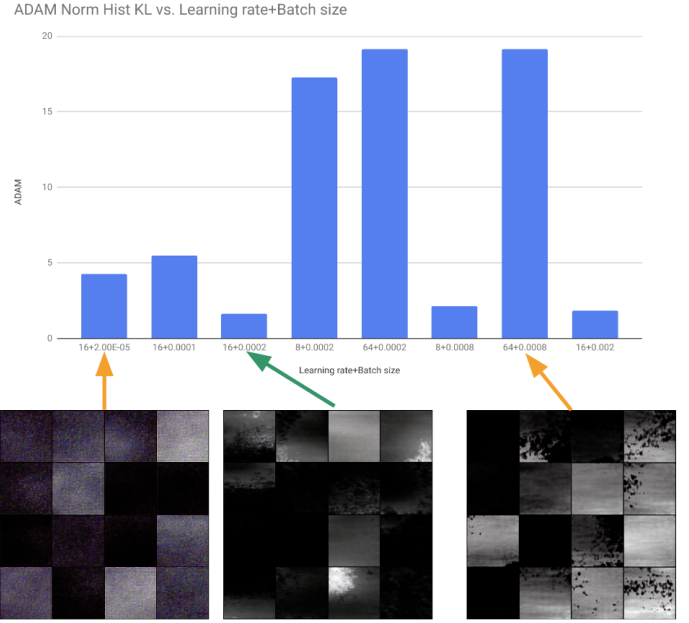 ADAM Norm Hist KL vs. Learning rate+Batch size
20
15
10
5
0
ADAM
16+2.00E-05 16+0.0001 16+0.0002 8+0.0002 64+0.0002 8+0.0008 64+0.0008 16+0.002
Learning rate+Batch size